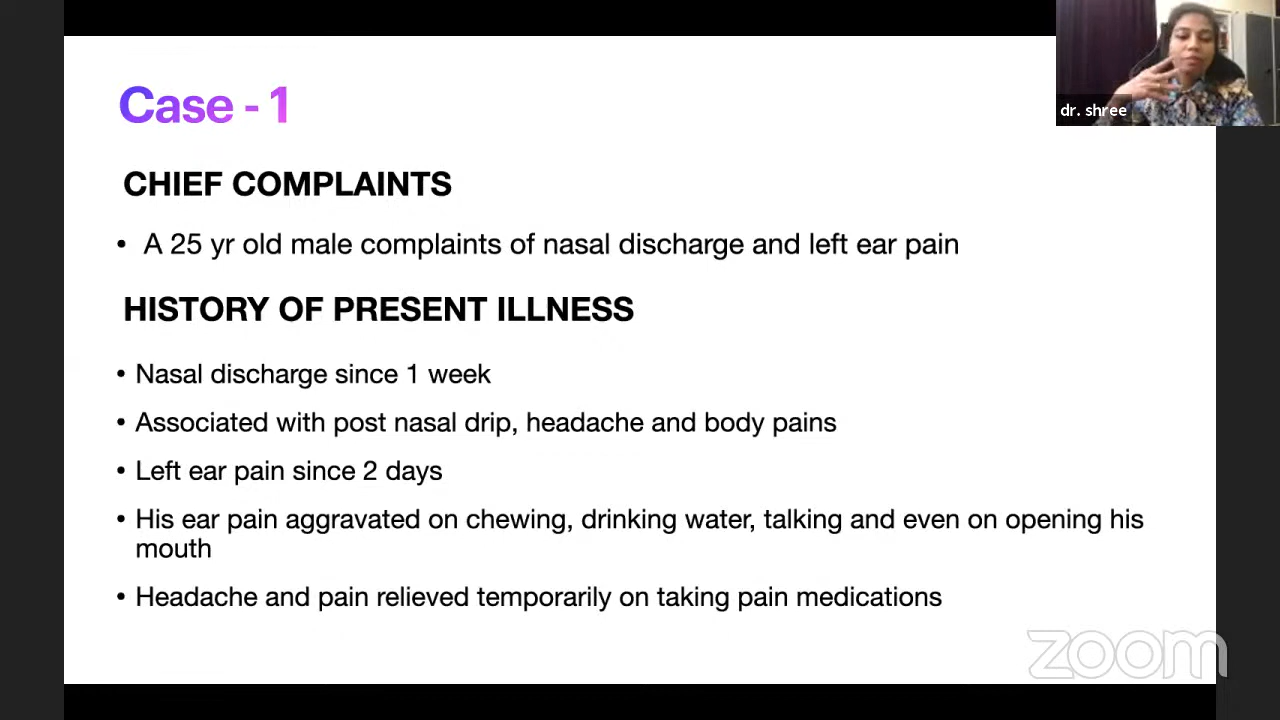 Case - 1
dr. shree
CHIEF COMPLAINTS
• A 25 yr old male complaints of nasal discharge and left ear pain
HISTORY OF PRESENT ILLNESS
• Nasal discharge since 1 week
• Associated with post nasal drip, headache and body pains
• Left ear pain since 2 days
• His ear pain aggravated on chewing, drinking water, talking and even on opening his
mouth
• Headache and pain relieved temporarily on taking pain medications
zoom